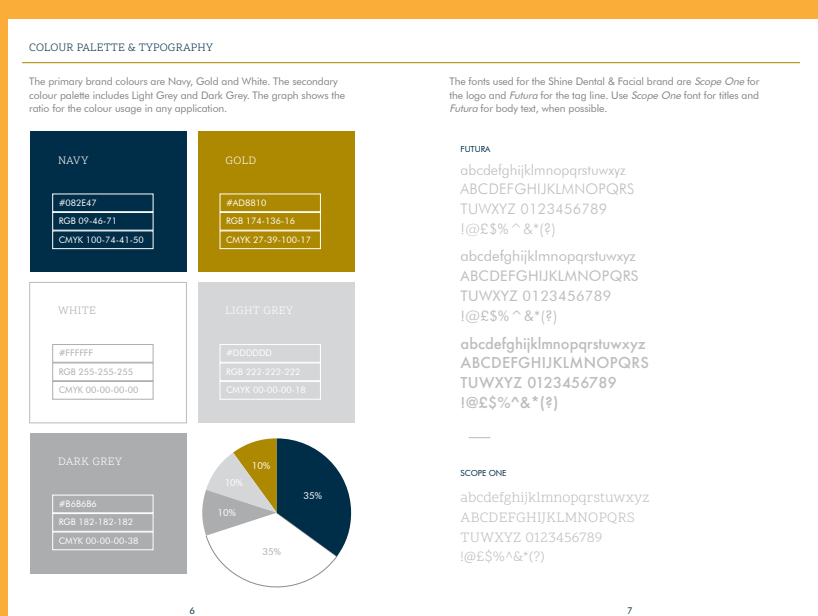 COLOUR PALETTE & TYPOGRAPHY
The primary brand colours are Navy, Gold and White. The secondary
colour palette includes Light Grey and Dark Grey. The graph shows the
ratio for the colour usage in any application.
NAVY
#082E47
RGB 09-46-71
CMYK 100-74-41-50
GOLD
#AD8810
RGB 174-136-16
CMYK 27-39-100-17
WHITE
#FFFFFF
RGB 255-255-255
CMYK 00-00-00-00
LIGHT GREY
#DDDDDD
RGB 222-222-222
CMYK 00-00-00-18
DARK GREY
#B6B6B6
RGB 182-182-182
CMYK 00-00-00-38
10%
35%
10%
10%
35%
6
The fonts used for the Shine Dental & Facial brand are Scope One for
the logo and Futura for the tag line. Use Scope One font for titles and
Futura for body text, when possible.
FUTURA
abcdefghijklmnopqrstuwxyz
ABCDEFGHIJKLMNOPQRS
TUWXYZ 0123456789
!@£$%^&*(?)
abcdefghijklmnopqrstuwxyz
ABCDEFGHIJKLMNOPQRS
TUWXYZ 0123456789
!@£$%^&*(?)
abcdefghijklmnopqrstuwxyz
ABCDEFGHIJKLMNOPQRS
TUWXYZ 0123456789
!@£$%^&*(?)
SCOPE ONE
abcdefghijklmnopqrstuwxyz
ABCDEFGHIJKLMNOPQRS
TUWXYZ 0123456789
!@£$%^&*(?)
7